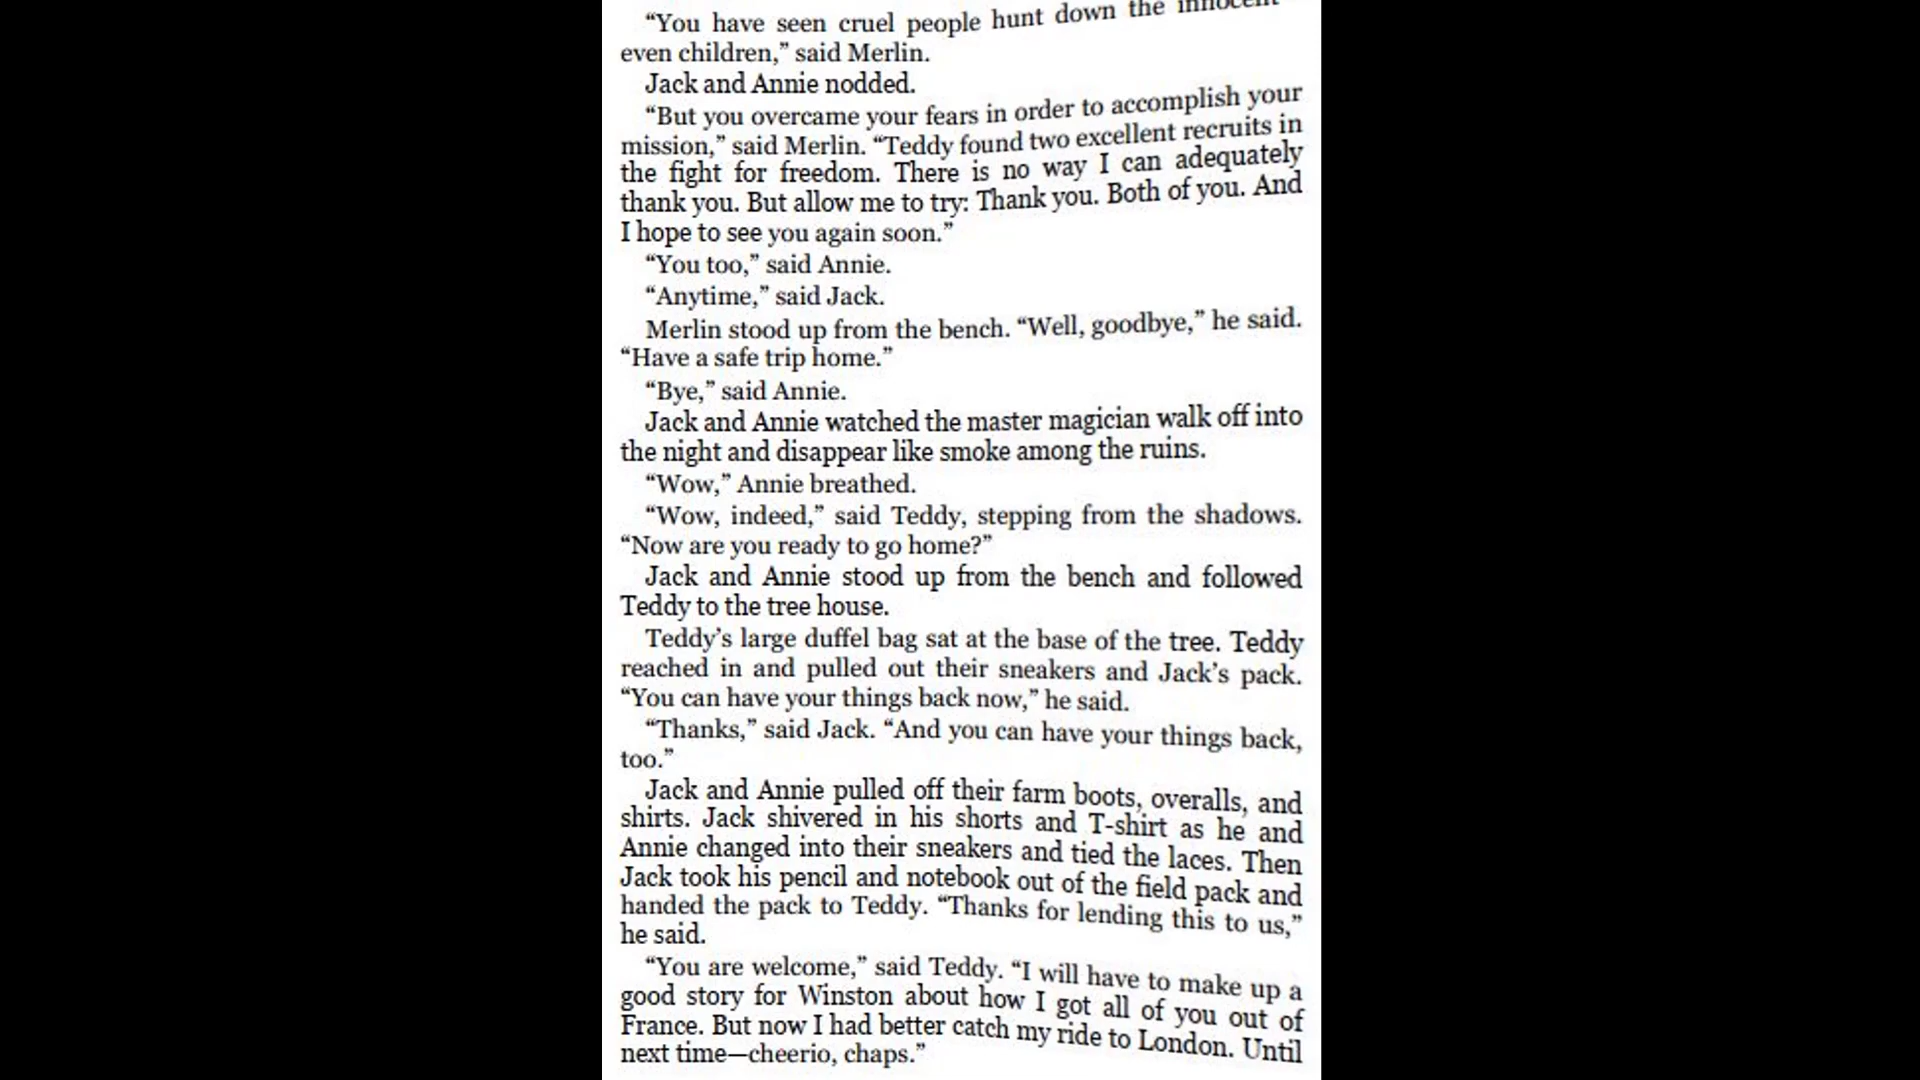 “You have seen cruel people hunt down the innocent
even children,” said Merlin.
Jack and Annie nodded.
“But you overcame your fears in order to accomplish your
mission,” said Merlin. “Teddy found two excellent recruits in
the fight for freedom. There is no way I can adequately
thank you. But allow me to try: Thank you. Both of you. And
I hope to see you again soon.”
“You too,” said Annie.
“Anytime,” said Jack.
Merlin stood up from the bench. “Well, goodbye,” he said.
“Have a safe trip home.”
“Bye,” said Annie.
Jack and Annie watched the master magician walk off into
the night and disappear like smoke among the ruins.
“Wow,” Annie breathed.
“Wow, indeed,” said Teddy, stepping from the shadows.
“Now are you ready to go home?”
Jack and Annie stood up from the bench and followed
Teddy to the tree house.
Teddy’s large duffel bag sat at the base of the tree. Teddy
reached in and pulled out their sneakers and Jack’s pack.
“You can have your things back now,” he said.
“Thanks,” said Jack. “And you can have your things back,
too.”
Jack and Annie pulled off their farm boots, overalls, and
shirts. Jack shivered in his shorts and T-shirt as he and
Annie changed into their sneakers and tied the laces. Then
Jack took his pencil and notebook out of the field pack and
handed the pack to Teddy. “Thanks for lending this to us,”
he said.
“You are welcome,” said Teddy. “I will have to make up a
good story for Winston about how I got all of you out of
France. But now I had better catch my ride to London. Until
next time—cheerio, chaps.”